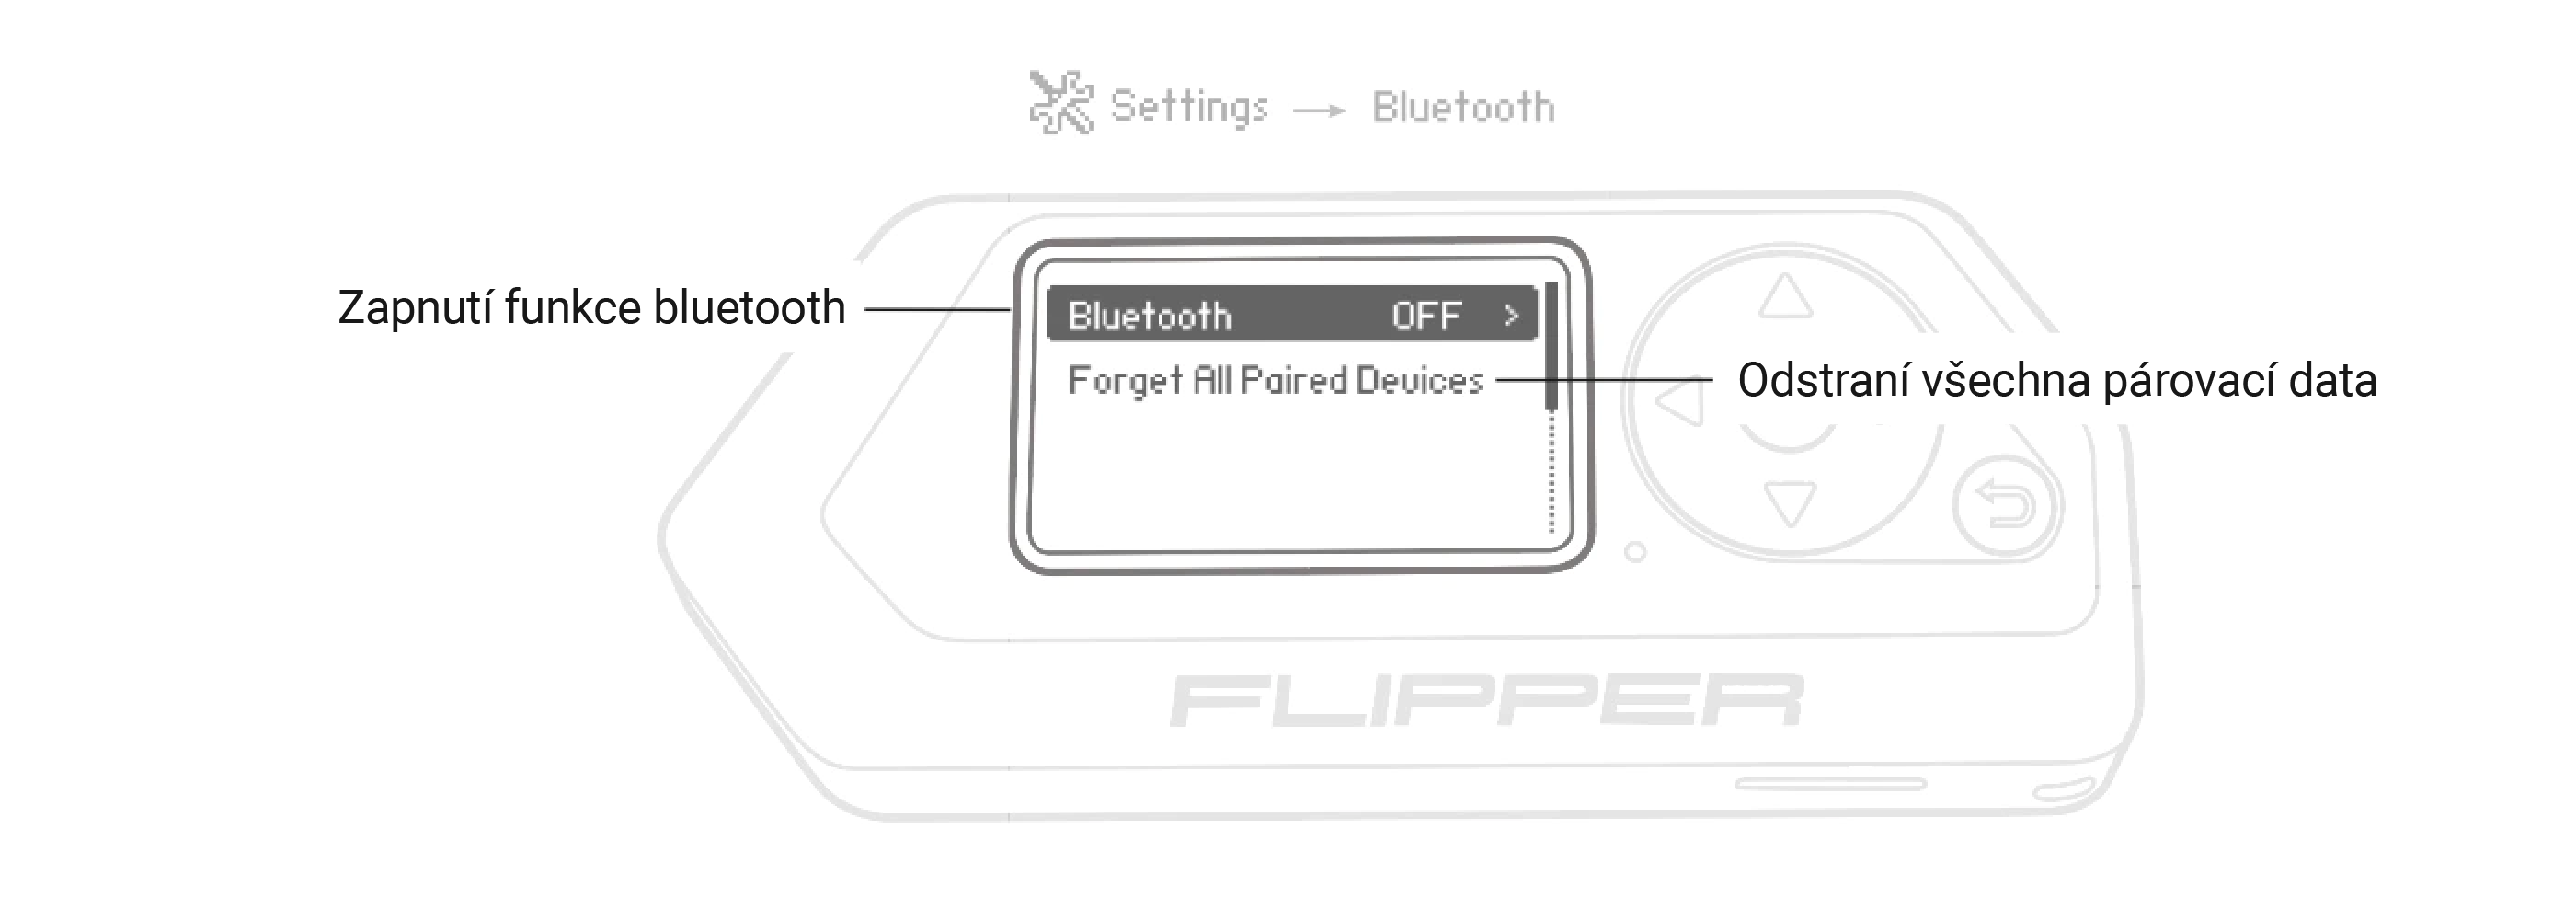 Settings → Bluetooth
Zapnutí funkce bluetooth
Bluetooth OFF >
Forget All Paired Devices
Odstraní všechna párovací data
FLIPPER